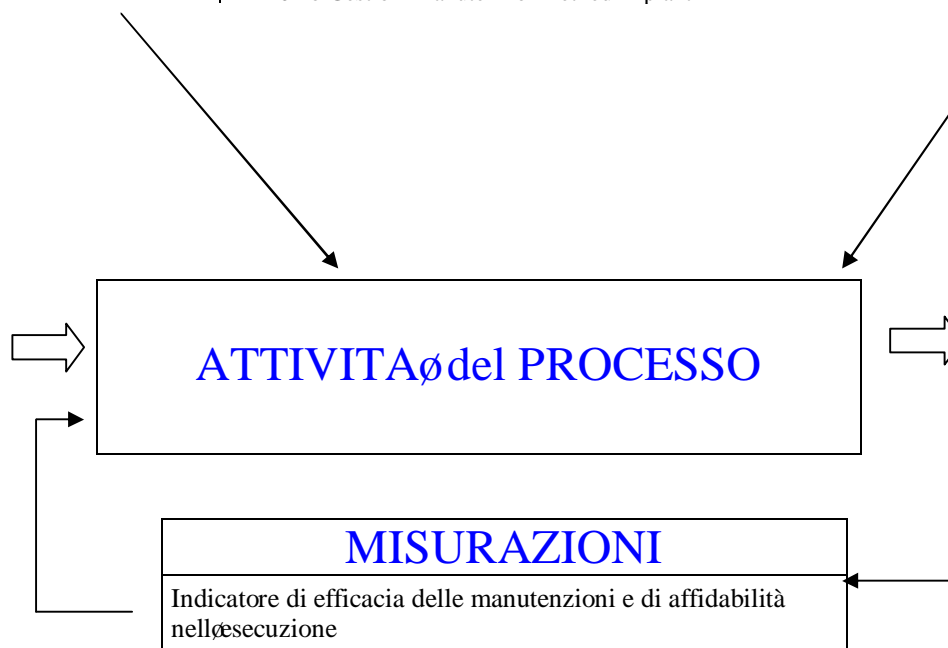 ATTIVITAø del PROCESSO
MISURAZIONI
Indicatore di efficacia delle manutenzioni e di affidabilità
nelløesecuzione